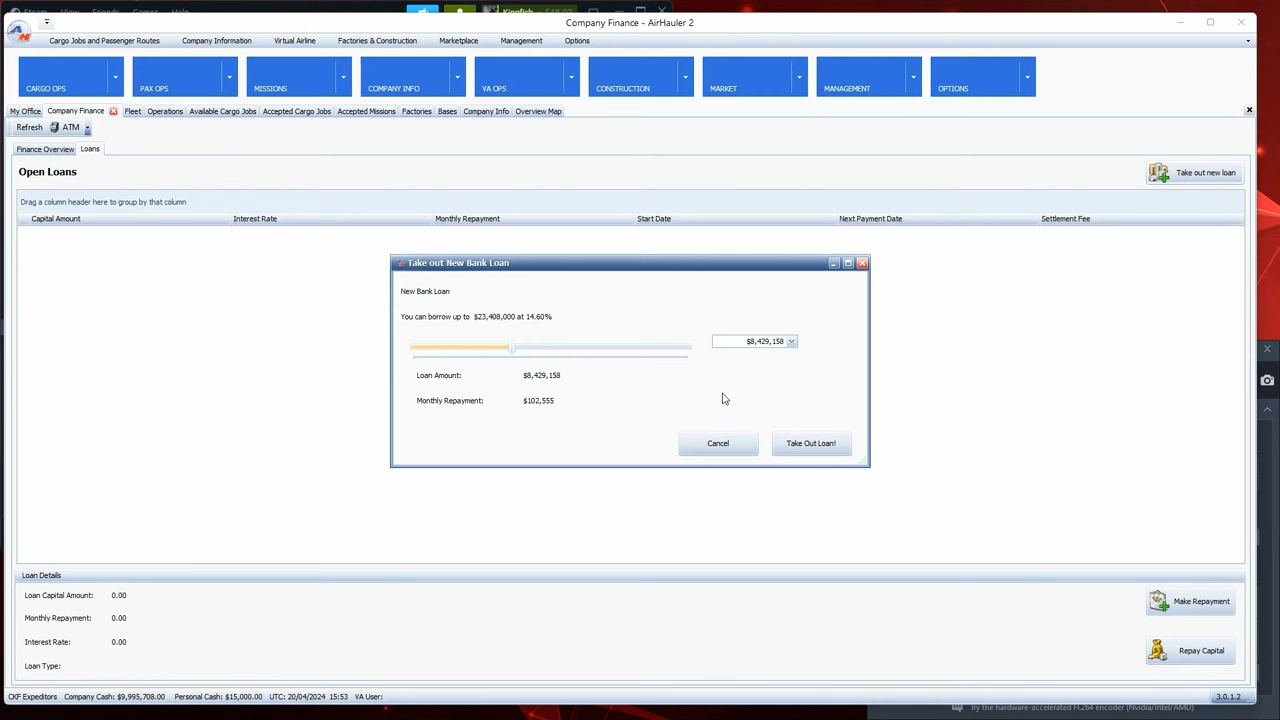 Steam View Friends Games Help
Kingfish
Company Finance - AirHauler 2
Cargo Jobs and Passenger Routes Company Information Virtual Airline Factories & Construction Marketplace Management Options
CARGO OPS PAX OPS MISSIONS COMPANY INFO VA OPS CONSTRUCTION MARKET MANAGEMENT OPTIONS
My Office Company Finance Fleet Operations Available Cargo Jobs Accepted Cargo Jobs Accepted Missions Factories Bases Company Info Overview Map
Refresh ATM
Finance Overview Loans
Open Loans
Take out new loan
Drag a column header here to group by that column
Capital Amount Interest Rate Monthly Repayment Start Date Next Payment Date Settlement Fee
Take out New Bank Loan
New Bank Loan
You can borrow up to $23,408,000 at 14.60%
$8,429,158
Loan Amount: $8,429,158
Monthly Repayment: $102,555
Cancel Take Out Loan!
Loan Details
Loan Capital Amount: 0.00
Make Repayment
Monthly Repayment: 0.00
Interest Rate: 0.00
Repay Capital
Loan Type:
CKF Expeditors Company Cash: $9,995,708.00 Personal Cash: $15,000.00 UTC: 20/04/2024 15:53 VA User: 3.0.1.2
Try the hardware-accelerated H.264 encoder (Nvidia/Intel/AMD)